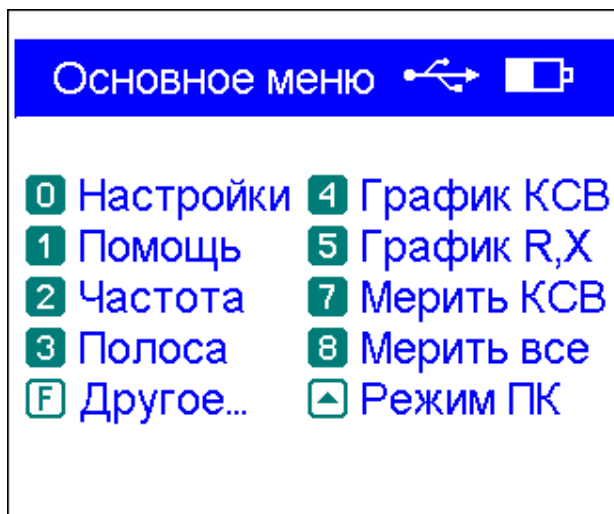 Основное меню
0 Настройки 4 График КСВ
1 Помощь 5 График R,X
2 Частота 7 Мерить КСВ
3 Полоса 8 Мерить все
F Другое... Режим ПК